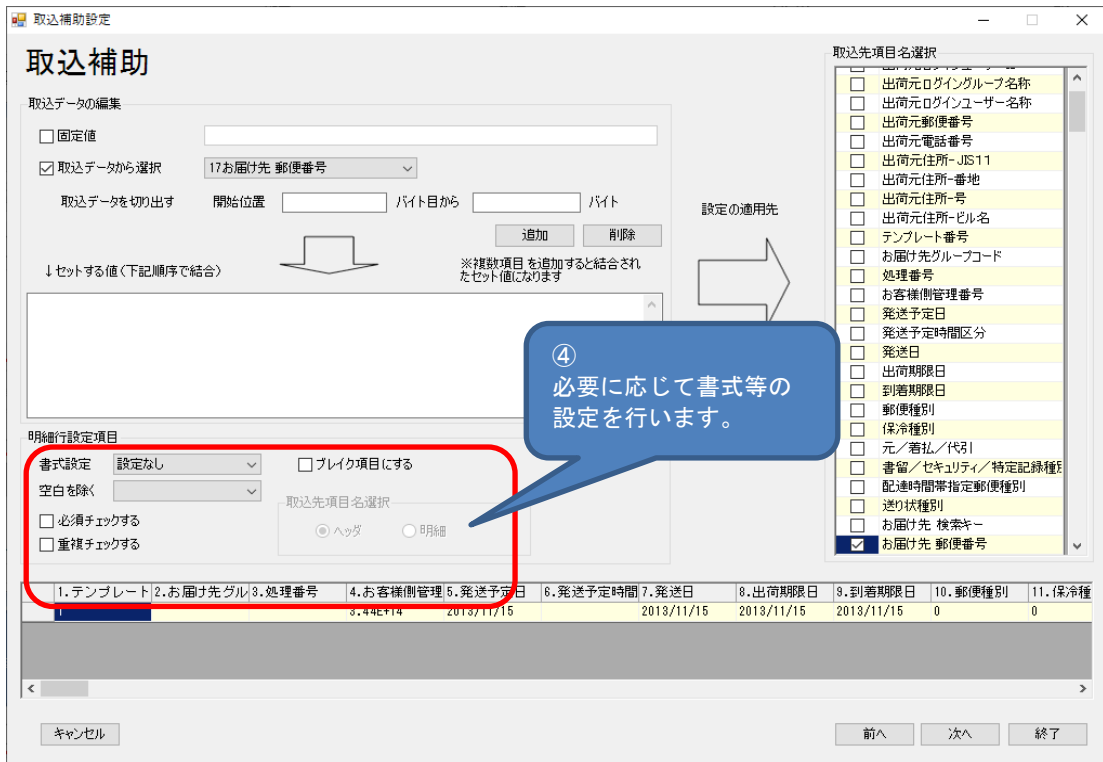 取込補助設定
取込補助
取込データの編集
固定値
取込データから選択
17お届け先 郵便番号
取込データを切り出す
開始位置
バイト目から
バイト
追加
削除
↓セットする値(下記順序で結合)
※複数項目を追加すると結合され
たセット値になります
設定の適用先
④
必要に応じて書式等の
設定を行います。
明細行設定項目
書式設定
設定なし
ブレイク項目にする
空白を除く
取込先項目名選択
必須チェックする
ヘッダ
明細
重複チェックする
取込先項目名選択
出荷元ログイングループ名称
出荷元ログインユーザー名称
出荷元郵便番号
出荷元電話番号
出荷元住所-JIS11
出荷元住所-番地
出荷元住所-号
出荷元住所-ビル名
テンプレート番号
お届け先グループコード
処理番号
お客様側管理番号
発送予定日
発送予定時間区分
発送日
出荷期限日
到着期限日
郵便種別
保冷種別
元/着払/代引
書留/セキュリティ/特定記録種別
配達時間帯指定郵便種別
送り状種別
お届け先 検索キー
お届け先 郵便番号
1.テンプレート 2.お届け先グル 3.処理番号 4.お客様側管理 5.発送予定日 6.発送予定時間 7.発送日 8.出荷期限日 9.到着期限日 10.郵便種別 11.保冷種
1 3.44E+14 2013/11/15 2013/11/15 2013/11/15 2013/11/15 0 0
キャンセル
前へ
次へ
終了